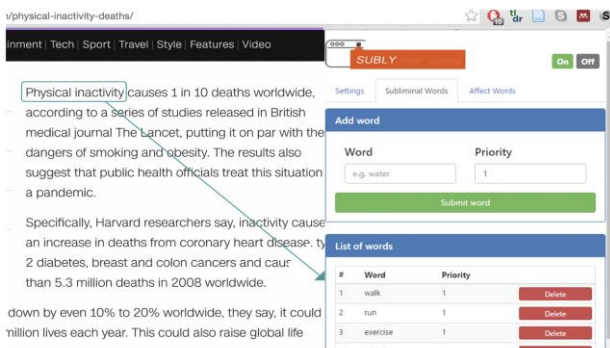 n/physical-inactivity-deaths/
inment | Tech | Sport | Travel | Style | Features | Video
Physical inactivity causes 1 in 10 deaths worldwide,
according to a series of studies released in British
medical journal The Lancet, putting it on par with the
dangers of smoking and obesity. The results also
suggest that public health officials treat this situation
a pandemic.
Specifically, Harvard researchers say, inactivity cause
an increase in deaths from coronary heart disease, ty
2 diabetes, breast and colon cancers and caus
than 5.3 million deaths in 2008 worldwide.
down by even 10% to 20% worldwide, they say, it could
million lives each year. This could also raise global life
tl;dr
S
M
S
SUBLY
On Off
Settings Subliminal Words Affect Words
Add word
Word Priority
e.g. water 1
Submit word
List of words
# Word Priority
1 walk 1 Delete
2 run 1 Delete
3 exercise 1 Delete